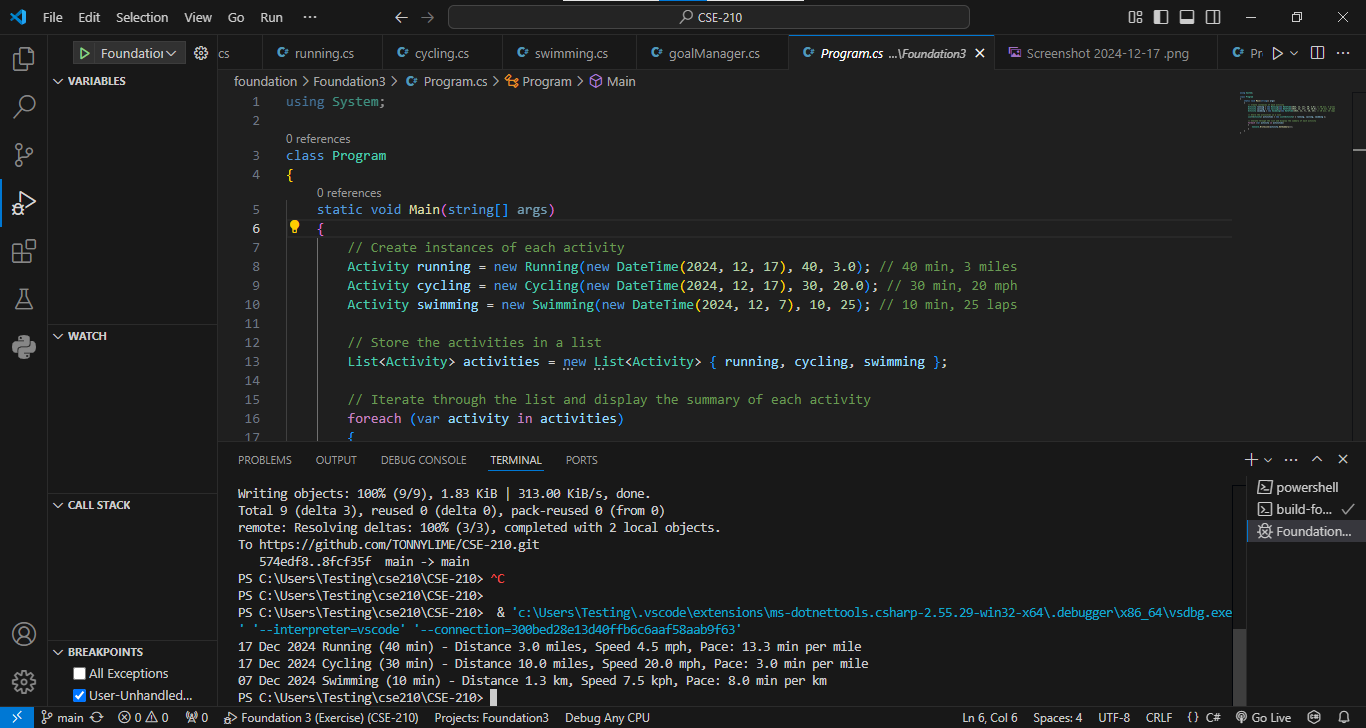 File Edit Selection View Go Run ··· CSE-210
Foundation cs running.cs cycling.cs swimming.cs goalManager.cs Program.cs ...\Foundation3 Screenshot 2024-12-17 .png Pr
VARIABLES
foundation > Foundation3 > Program.cs > Program > Main
1 using System;
2
0 references
3 class Program
4 {
0 references
5 static void Main(string[] args)
6 {
7 // Create instances of each activity
8 Activity running = new Running(new DateTime(2024, 12, 17), 40, 3.0); // 40 min, 3 miles
9 Activity cycling = new Cycling(new DateTime(2024, 12, 17), 30, 20.0); // 30 min, 20 mph
10 Activity swimming = new Swimming(new DateTime(2024, 12, 7), 10, 25); // 10 min, 25 laps
11
12 // Store the activities in a list
13 List<Activity> activities = new List<Activity> { running, cycling, swimming };
14
15 // Iterate through the list and display the summary of each activity
16 foreach (var activity in activities)
17 {
WATCH
CALL STACK
BREAKPOINTS
All Exceptions
User-Unhandled...
PROBLEMS OUTPUT DEBUG CONSOLE TERMINAL PORTS
Writing objects: 100% (9/9), 1.83 KiB | 313.00 KiB/s, done.
Total 9 (delta 3), reused 0 (delta 0), pack-reused 0 (from 0)
remote: Resolving deltas: 100% (3/3), completed with 2 local objects.
To https://github.com/TONNYLIME/CSE-210.git
574edf8..8fcf35f main -> main
PS C:\Users\Testing\cse210\CSE-210> ^C
PS C:\Users\Testing\cse210\CSE-210>
PS C:\Users\Testing\cse210\CSE-210> & 'c:\Users\Testing\.vscode\extensions\ms-dotnettools.csharp-2.55.29-win32-x64\.debugger\x86_64\vsdbg.exe
' '--interpreter=vscode' '--connection=300bed28e13d40ffb6c6aaf58aab9f63'
17 Dec 2024 Running (40 min) - Distance 3.0 miles, Speed 4.5 mph, Pace: 13.3 min per mile
17 Dec 2024 Cycling (30 min) - Distance 10.0 miles, Speed 20.0 mph, Pace: 3.0 min per mile
07 Dec 2024 Swimming (10 min) - Distance 1.3 km, Speed 7.5 kph, Pace: 8.0 min per km
PS C:\Users\Testing\cse210\CSE-210>
powershell
build-fo...
Foundation...
main 0 0 0 Foundation 3 (Exercise) (CSE-210) Projects: Foundation3 Debug Any CPU Ln 6, Col 6 Spaces: 4 UTF-8 CRLF {} C# Go Live